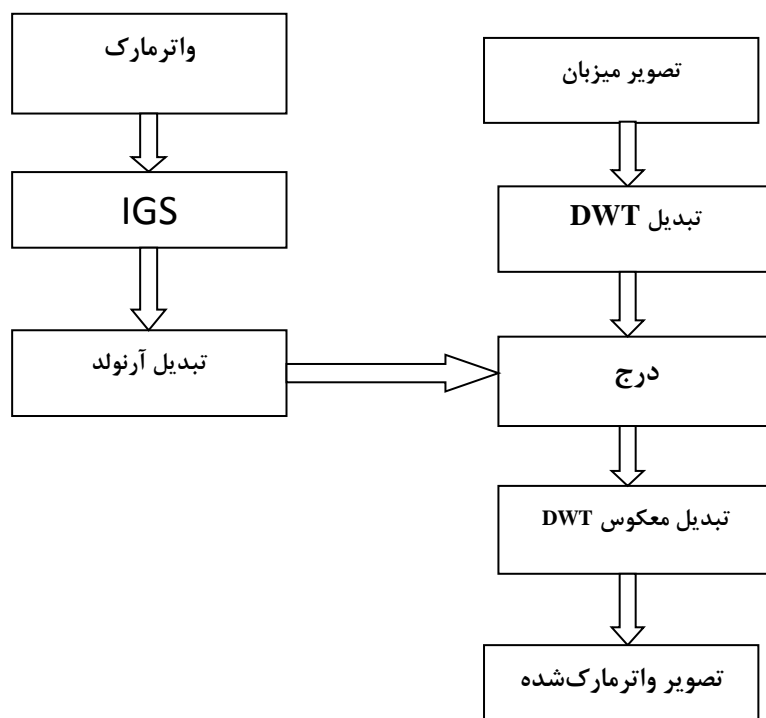 واترمارک
IGS
تبدیل آرنولد
تصویر میزبان
تبدیل DWT
درج
تبدیل معکوس DWT
تصویر واترمارک‌شده